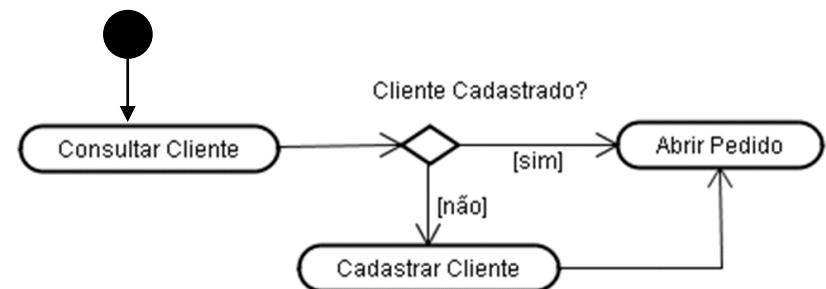 Cliente Cadastrado?
Consultar Cliente
[sim]
Abrir Pedido
[não]
Cadastrar Cliente